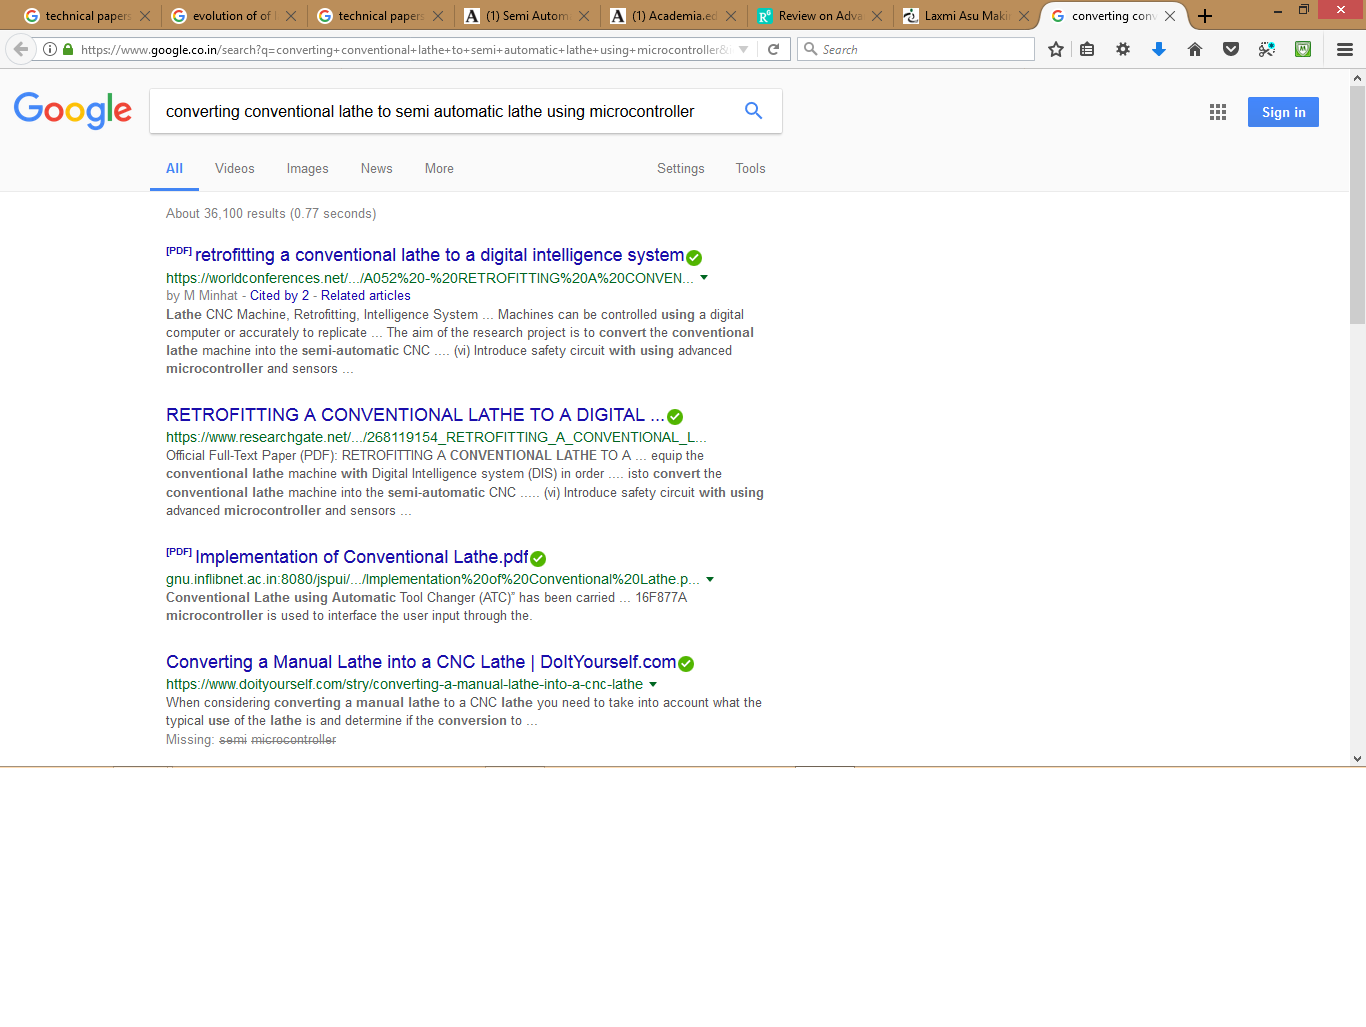 technical papers
evolution of of l
technical papers
(1) Semi Autom
(1) Academia.ed
Review on Adva
Laxmi Asu Makin
converting conv
https://www.google.co.in/search?q=converting+conventional+lathe+to+semi+automatic+lathe+using+microcontroller&
Search
Google
converting conventional lathe to semi automatic lathe using microcontroller
Sign in
All Videos Images News More Settings Tools
About 36,100 results (0.77 seconds)
[PDF] retrofitting a conventional lathe to a digital intelligence system
https://worldconferences.net/.../A052%20-%20RETROFITTING%20A%20CONVEN...
by M Minhat - Cited by 2 - Related articles
Lathe CNC Machine, Retrofitting, Intelligence System ... Machines can be controlled using a digital
computer or accurately to replicate ... The aim of the research project is to convert the conventional
lathe machine into the semi-automatic CNC .... (vi) Introduce safety circuit with using advanced
microcontroller and sensors ...
RETROFITTING A CONVENTIONAL LATHE TO A DIGITAL ...
https://www.researchgate.net/.../268119154_RETROFITTING_A_CONVENTIONAL_L...
Official Full-Text Paper (PDF): RETROFITTING A CONVENTIONAL LATHE TO A ... equip the
conventional lathe machine with Digital Intelligence system (DIS) in order .... isto convert the
conventional lathe machine into the semi-automatic CNC ..... (vi) Introduce safety circuit with using
advanced microcontroller and sensors ...
[PDF] Implementation of Conventional Lathe.pdf
gnu.inflibnet.ac.in:8080/jspui/.../Implementation%20of%20Conventional%20Lathe.p...
Conventional Lathe using Automatic Tool Changer (ATC)” has been carried ... 16F877A
microcontroller is used to interface the user input through the.
Converting a Manual Lathe into a CNC Lathe | DoItYourself.com
https://www.doityourself.com/stry/converting-a-manual-lathe-into-a-cnc-lathe
When considering converting a manual lathe to a CNC lathe you need to take into account what the
typical use of the lathe is and determine if the conversion to ...
Missing: semi microcontroller